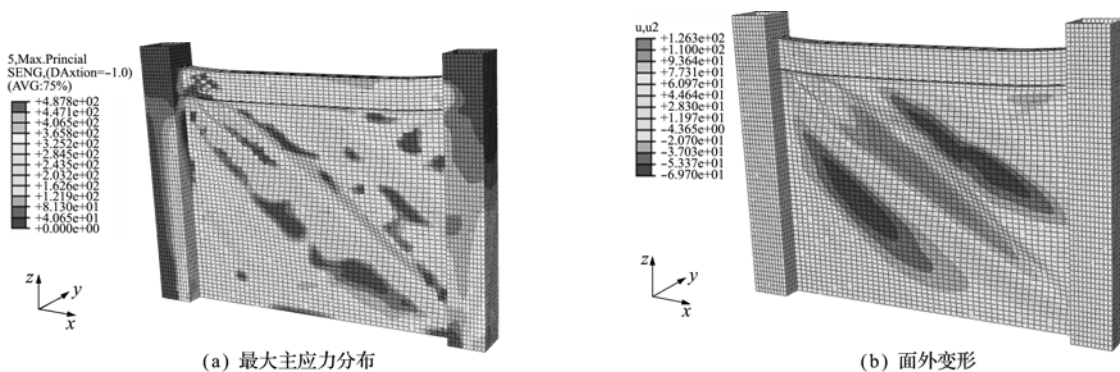 5,Max.Princial
SENG,(DAxtion=-1.0)
(AVG:75%)
+4.878e+02
+4.471e+02
+4.065e+02
+3.658e+02
+3.252e+02
+2.845e+02
+2.435e+02
+2.032e+02
+1.626e+02
+1.219e+02
+8.130e+01
+4.065e+01
+0.000e+00
z
y
x
(a) 最大主应力分布
u,u2
+1.263e+02
+1.100e+02
+9.364e+01
+7.731e+01
+6.097e+01
+4.464e+01
+2.830e+01
+1.197e+01
-4.365e+00
-2.070e+01
-3.703e+01
-5.337e+01
-6.970e+01
z
y
x
(b) 面外变形